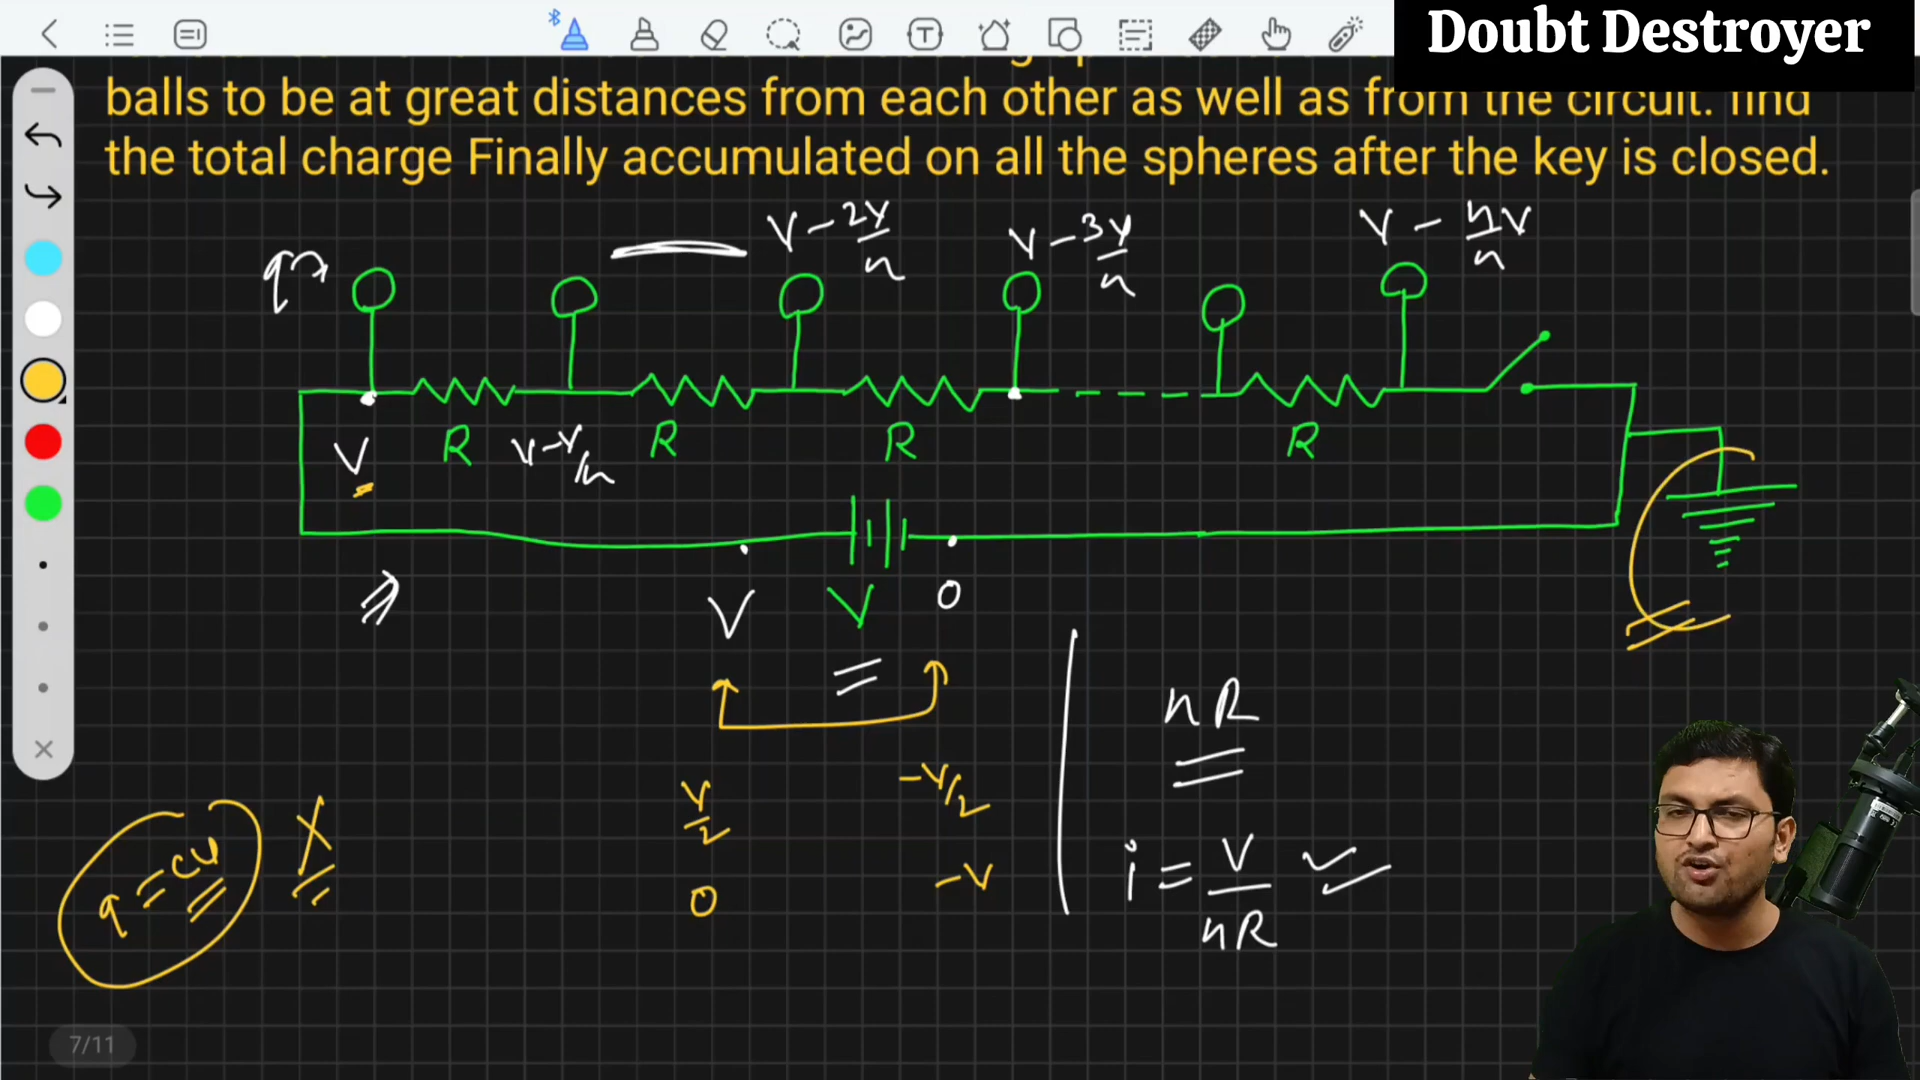 Doubt Destroyer
balls to be at great distances from each other as well as from the circuit. find
the total charge Finally accumulated on all the spheres after the key is closed.
V - 2V/n
V - 3V/n
V - nV/n
q
V
R
V - V/n
R
R
R
V
V
0
nR
V/2
-V/2
q = CV
X
0
-V
i = V/nR
7/11